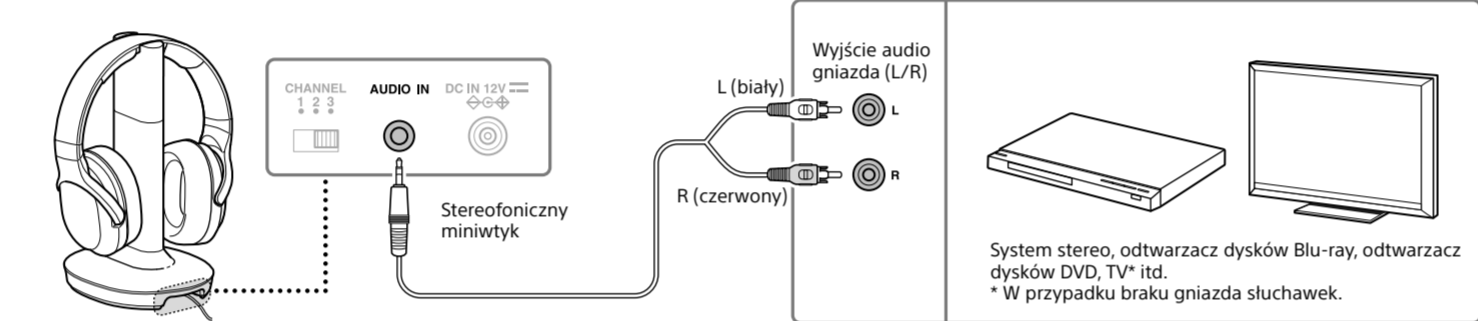 CHANNEL
1 2 3
AUDIO IN
DC IN 12V
Stereofoniczny
miniwtyk
L (biały)
R (czerwony)
Wyjście audio
gniazda (L/R)
L
R
System stereo, odtwarzacz dysków Blu-ray, odtwarzacz
dysków DVD, TV* itd.
* W przypadku braku gniazda słuchawek.